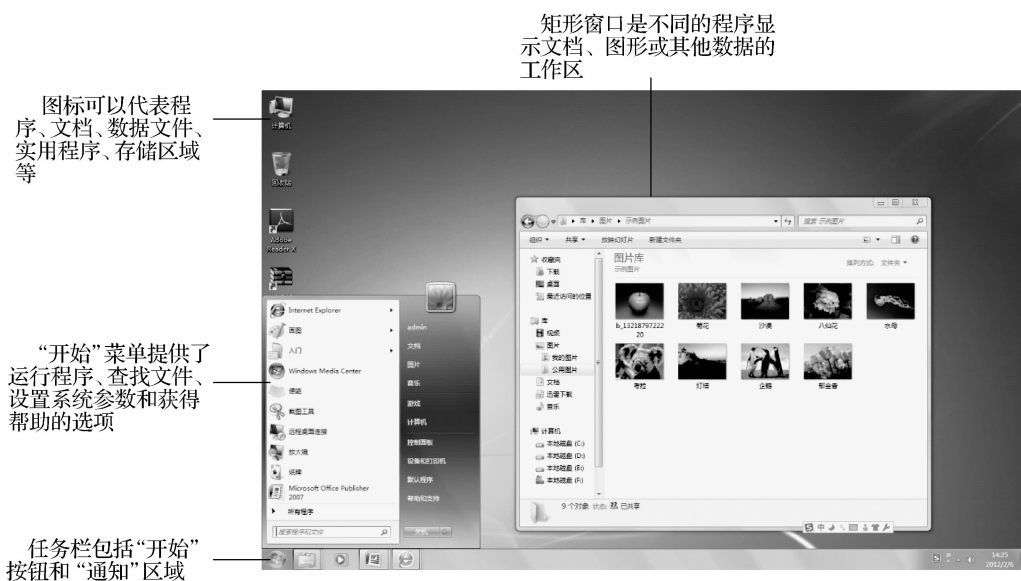 矩形窗口是不同的程序显
示文档、图形或其他数据的
工作区
图标可以代表程
序、文档、数据文件、
实用程序、存储区域
等
“开始”菜单提供了
运行程序、查找文件、
设置系统参数和获得
帮助的选项
任务栏包括“开始”
按钮和“通知”区域
计算机
回收站
Adobe
Reader X
Internet Explorer
画图
入门
Windows Media Center
便笺
截图工具
远程桌面连接
放大镜
纸牌
Microsoft Office Publisher
2007
所有程序
搜索程序和文件
admin
文档
图片
音乐
游戏
计算机
控制面板
设备和打印机
默认程序
帮助和支持
关机
库 图片 示例图片
搜索 示例图片
组织 共享 放映幻灯片 新建文件夹
收藏夹
下载
桌面
最近访问的位置
库
视频
图片
我的图片
公用图片
文档
迅雷下载
音乐
计算机
本地磁盘 (C:)
本地磁盘 (D:)
本地磁盘 (E:)
本地磁盘 (F:)
图片库
示例图片
排列方式: 文件夹
b_13218797222
20
菊花
沙漠
八仙花
水母
考拉
灯塔
企鹅
郁金香
9 个对象 状态: 已共享
中
14:25
2012/2/6